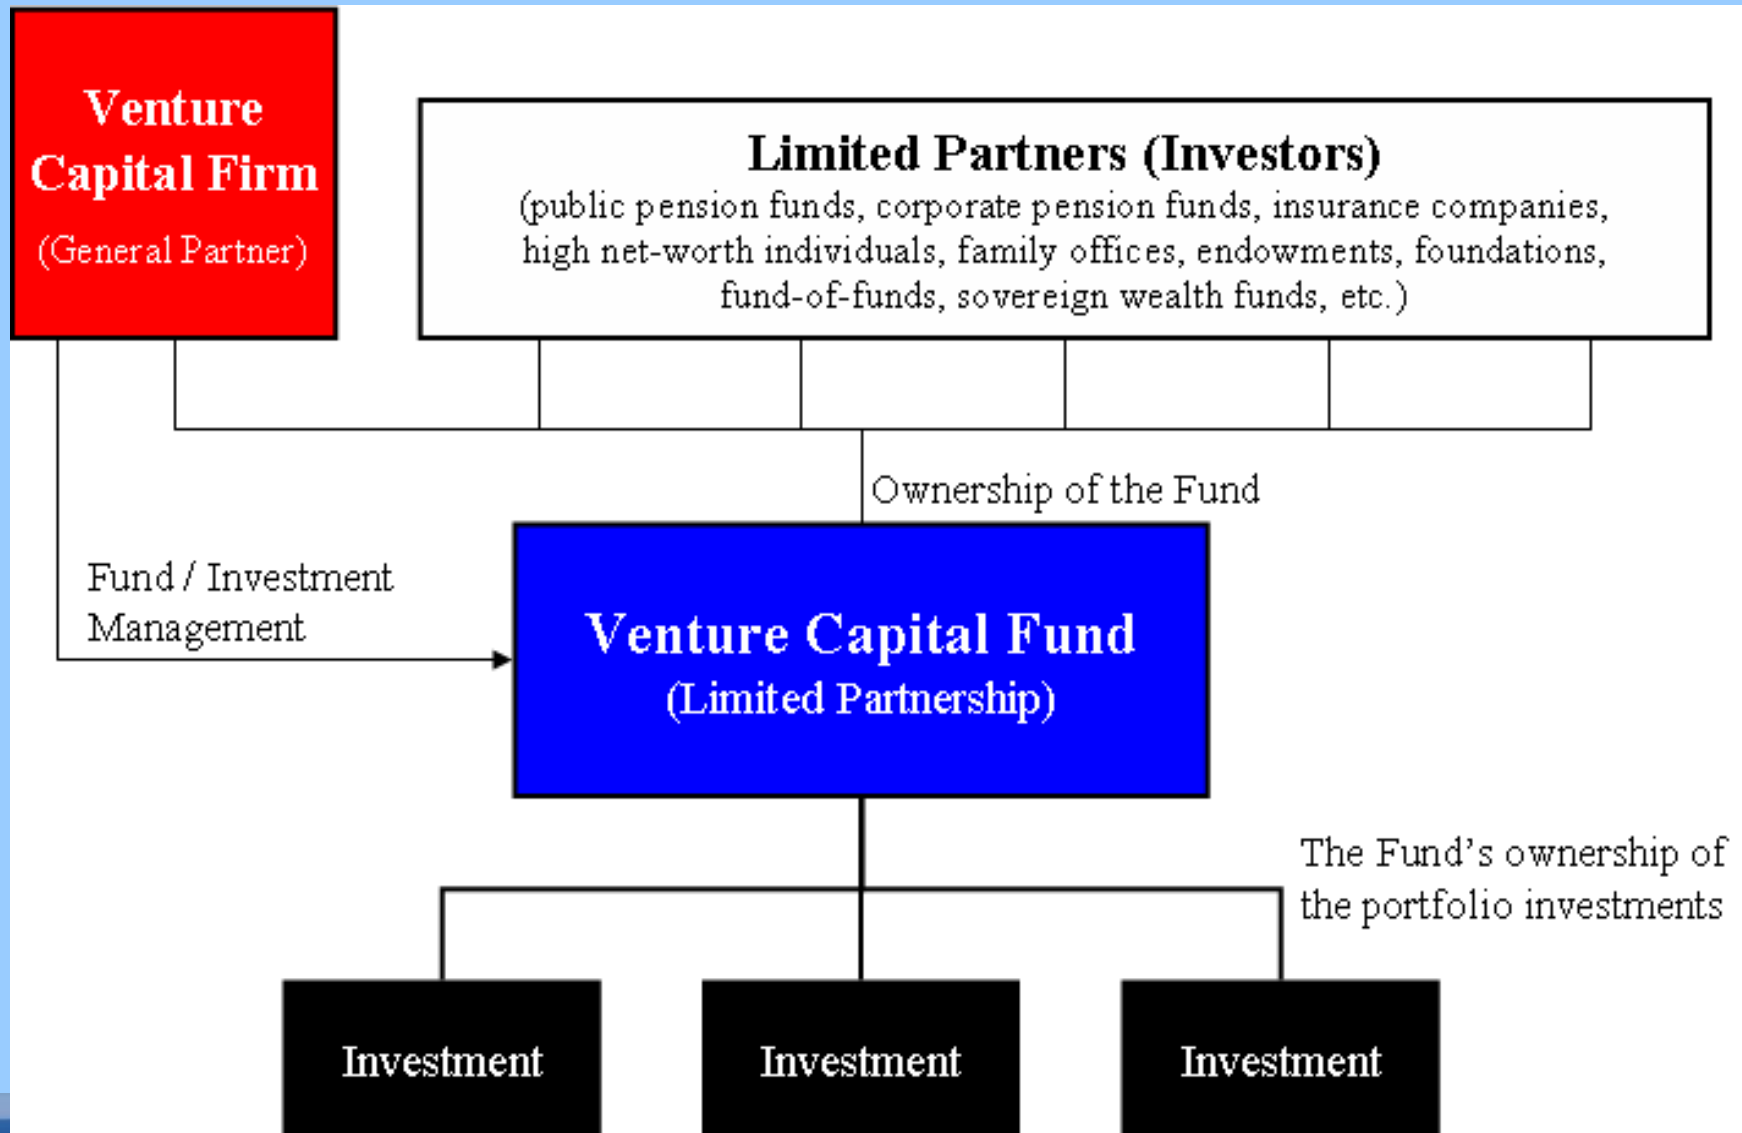 Venture
Capital Firm
(General Partner)
Limited Partners (Investors)
(public pension funds, corporate pension funds, insurance companies,
high net-worth individuals, family offices, endowments, foundations,
fund-of-funds, sovereign wealth funds, etc.)
Ownership of the Fund
Fund / Investment
Management
Venture Capital Fund
(Limited Partnership)
The Fund’s ownership of
the portfolio investments
Investment
Investment
Investment